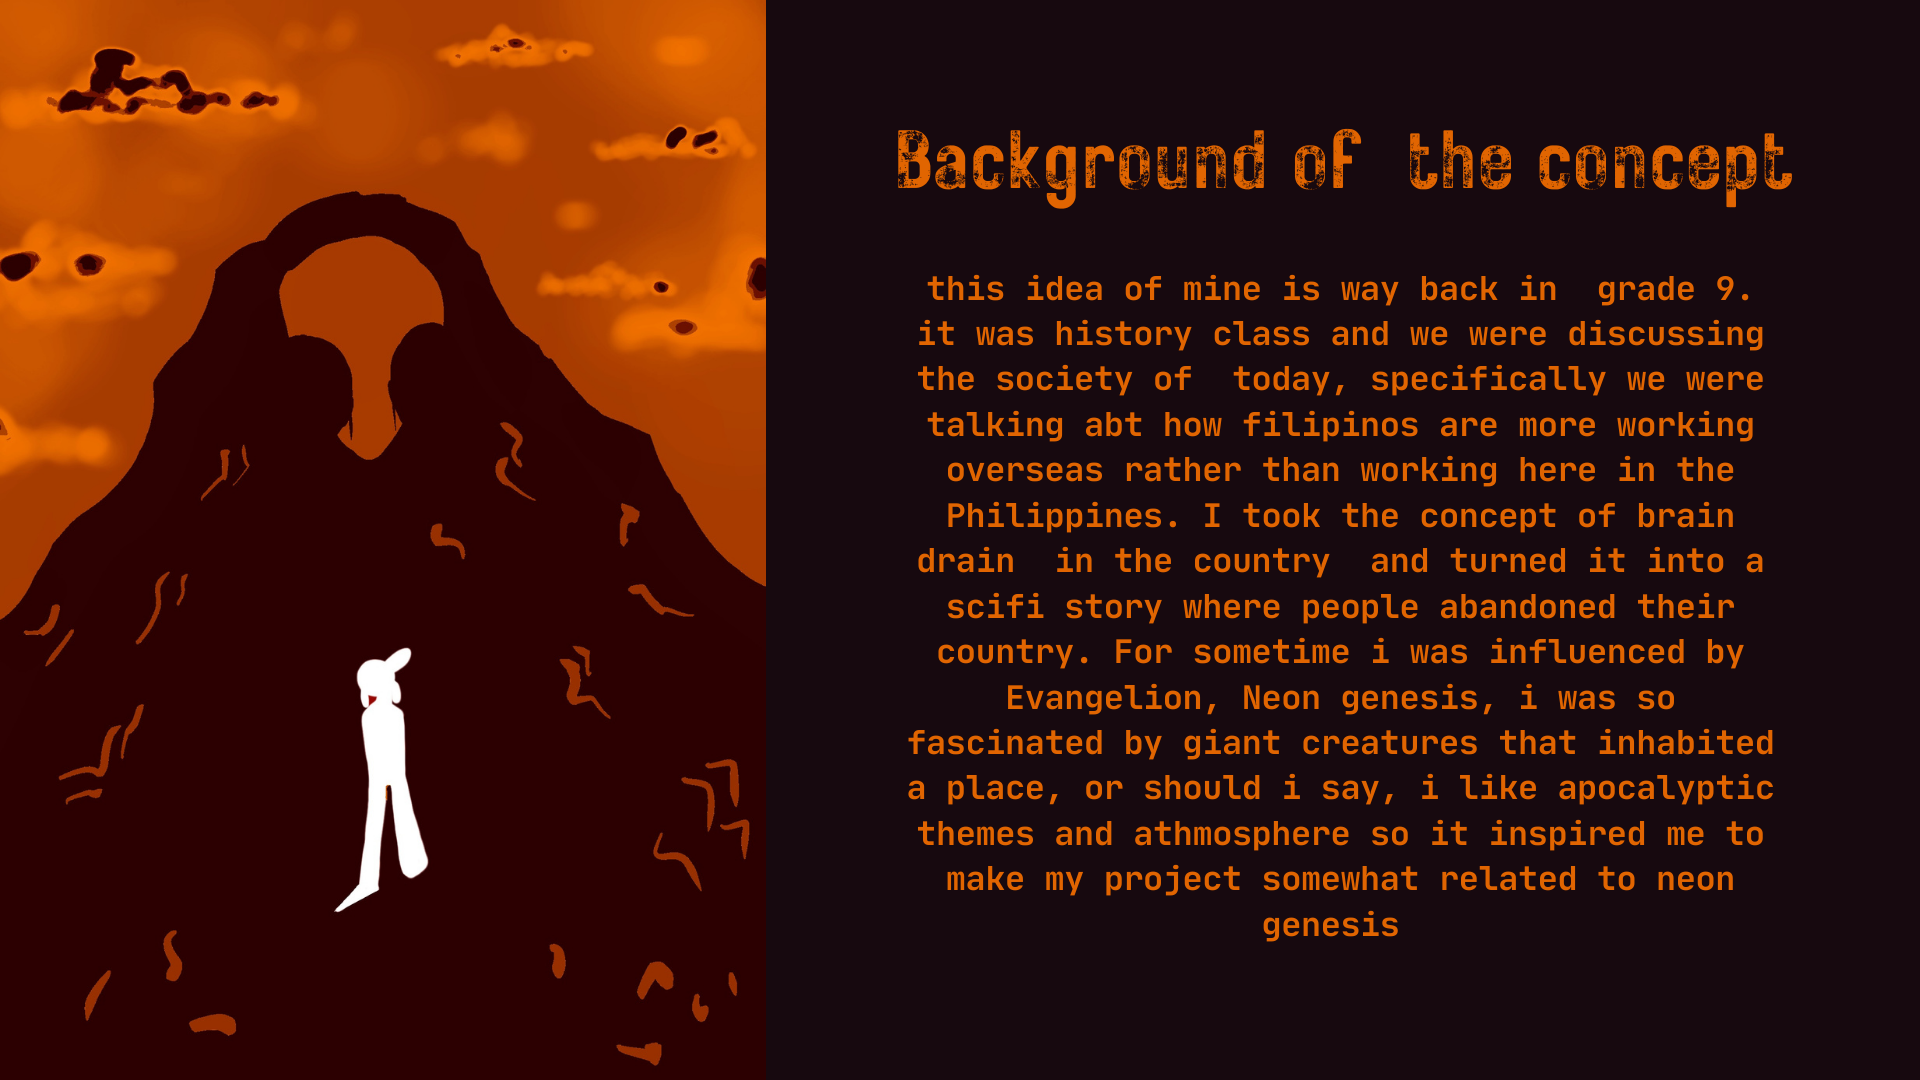 Background of the concept
this idea of mine is way back in grade 9.
it was history class and we were discussing
the society of today, specifically we were
talking abt how filipinos are more working
overseas rather than working here in the
Philippines. I took the concept of brain
drain in the country and turned it into a
scifi story where people abandoned their
country. For sometime i was influenced by
Evangelion, Neon genesis, i was so
fascinated by giant creatures that inhabited
a place, or should i say, i like apocalyptic
themes and athmosphere so it inspired me to
make my project somewhat related to neon
genesis